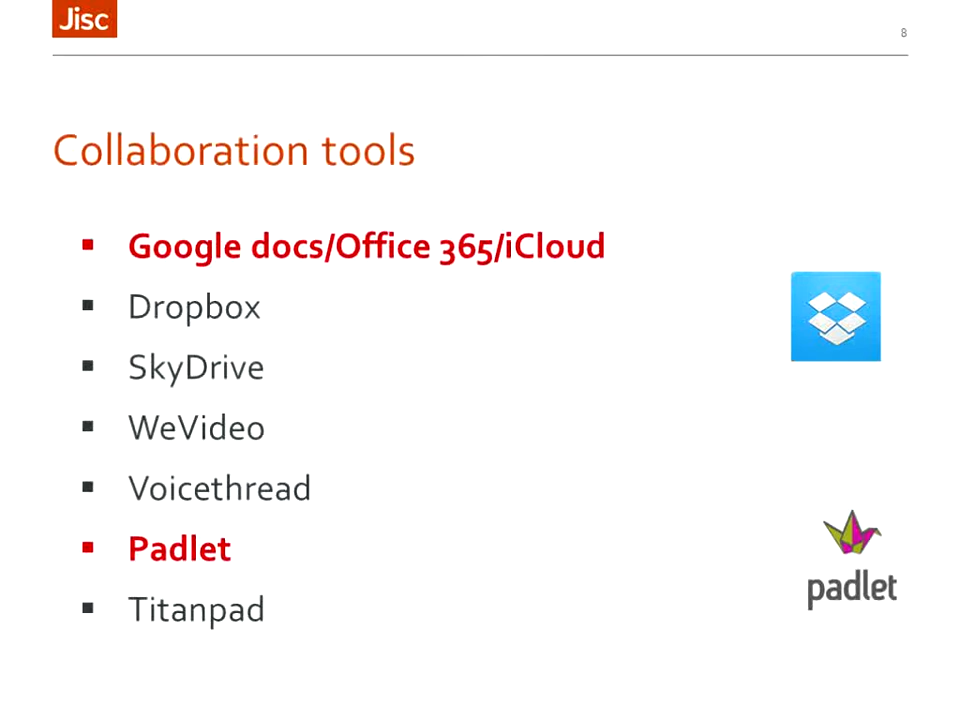 Jisc
8
Collaboration tools
▪ Google docs/Office 365/iCloud
▪ Dropbox
▪ SkyDrive
▪ WeVideo
▪ Voicethread
▪ Padlet
▪ Titanpad
padlet